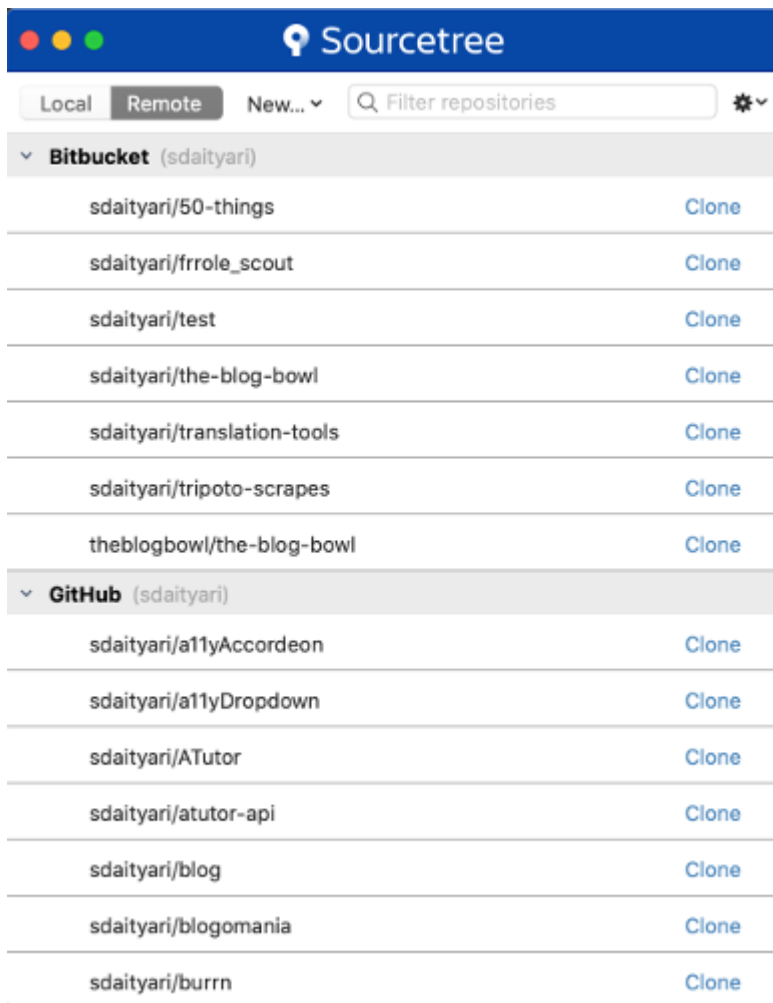 Sourcetree
Local Remote New... Filter repositories
Bitbucket (sdaityari)
sdaityari/50-things Clone
sdaityari/frrole_scout Clone
sdaityari/test Clone
sdaityari/the-blog-bowl Clone
sdaityari/translation-tools Clone
sdaityari/tripoto-scrapes Clone
theblogbowl/the-blog-bowl Clone
GitHub (sdaityari)
sdaityari/a11yAccordeon Clone
sdaityari/a11yDropdown Clone
sdaityari/ATutor Clone
sdaityari/atutor-api Clone
sdaityari/blog Clone
sdaityari/blogomania Clone
sdaityari/burrn Clone